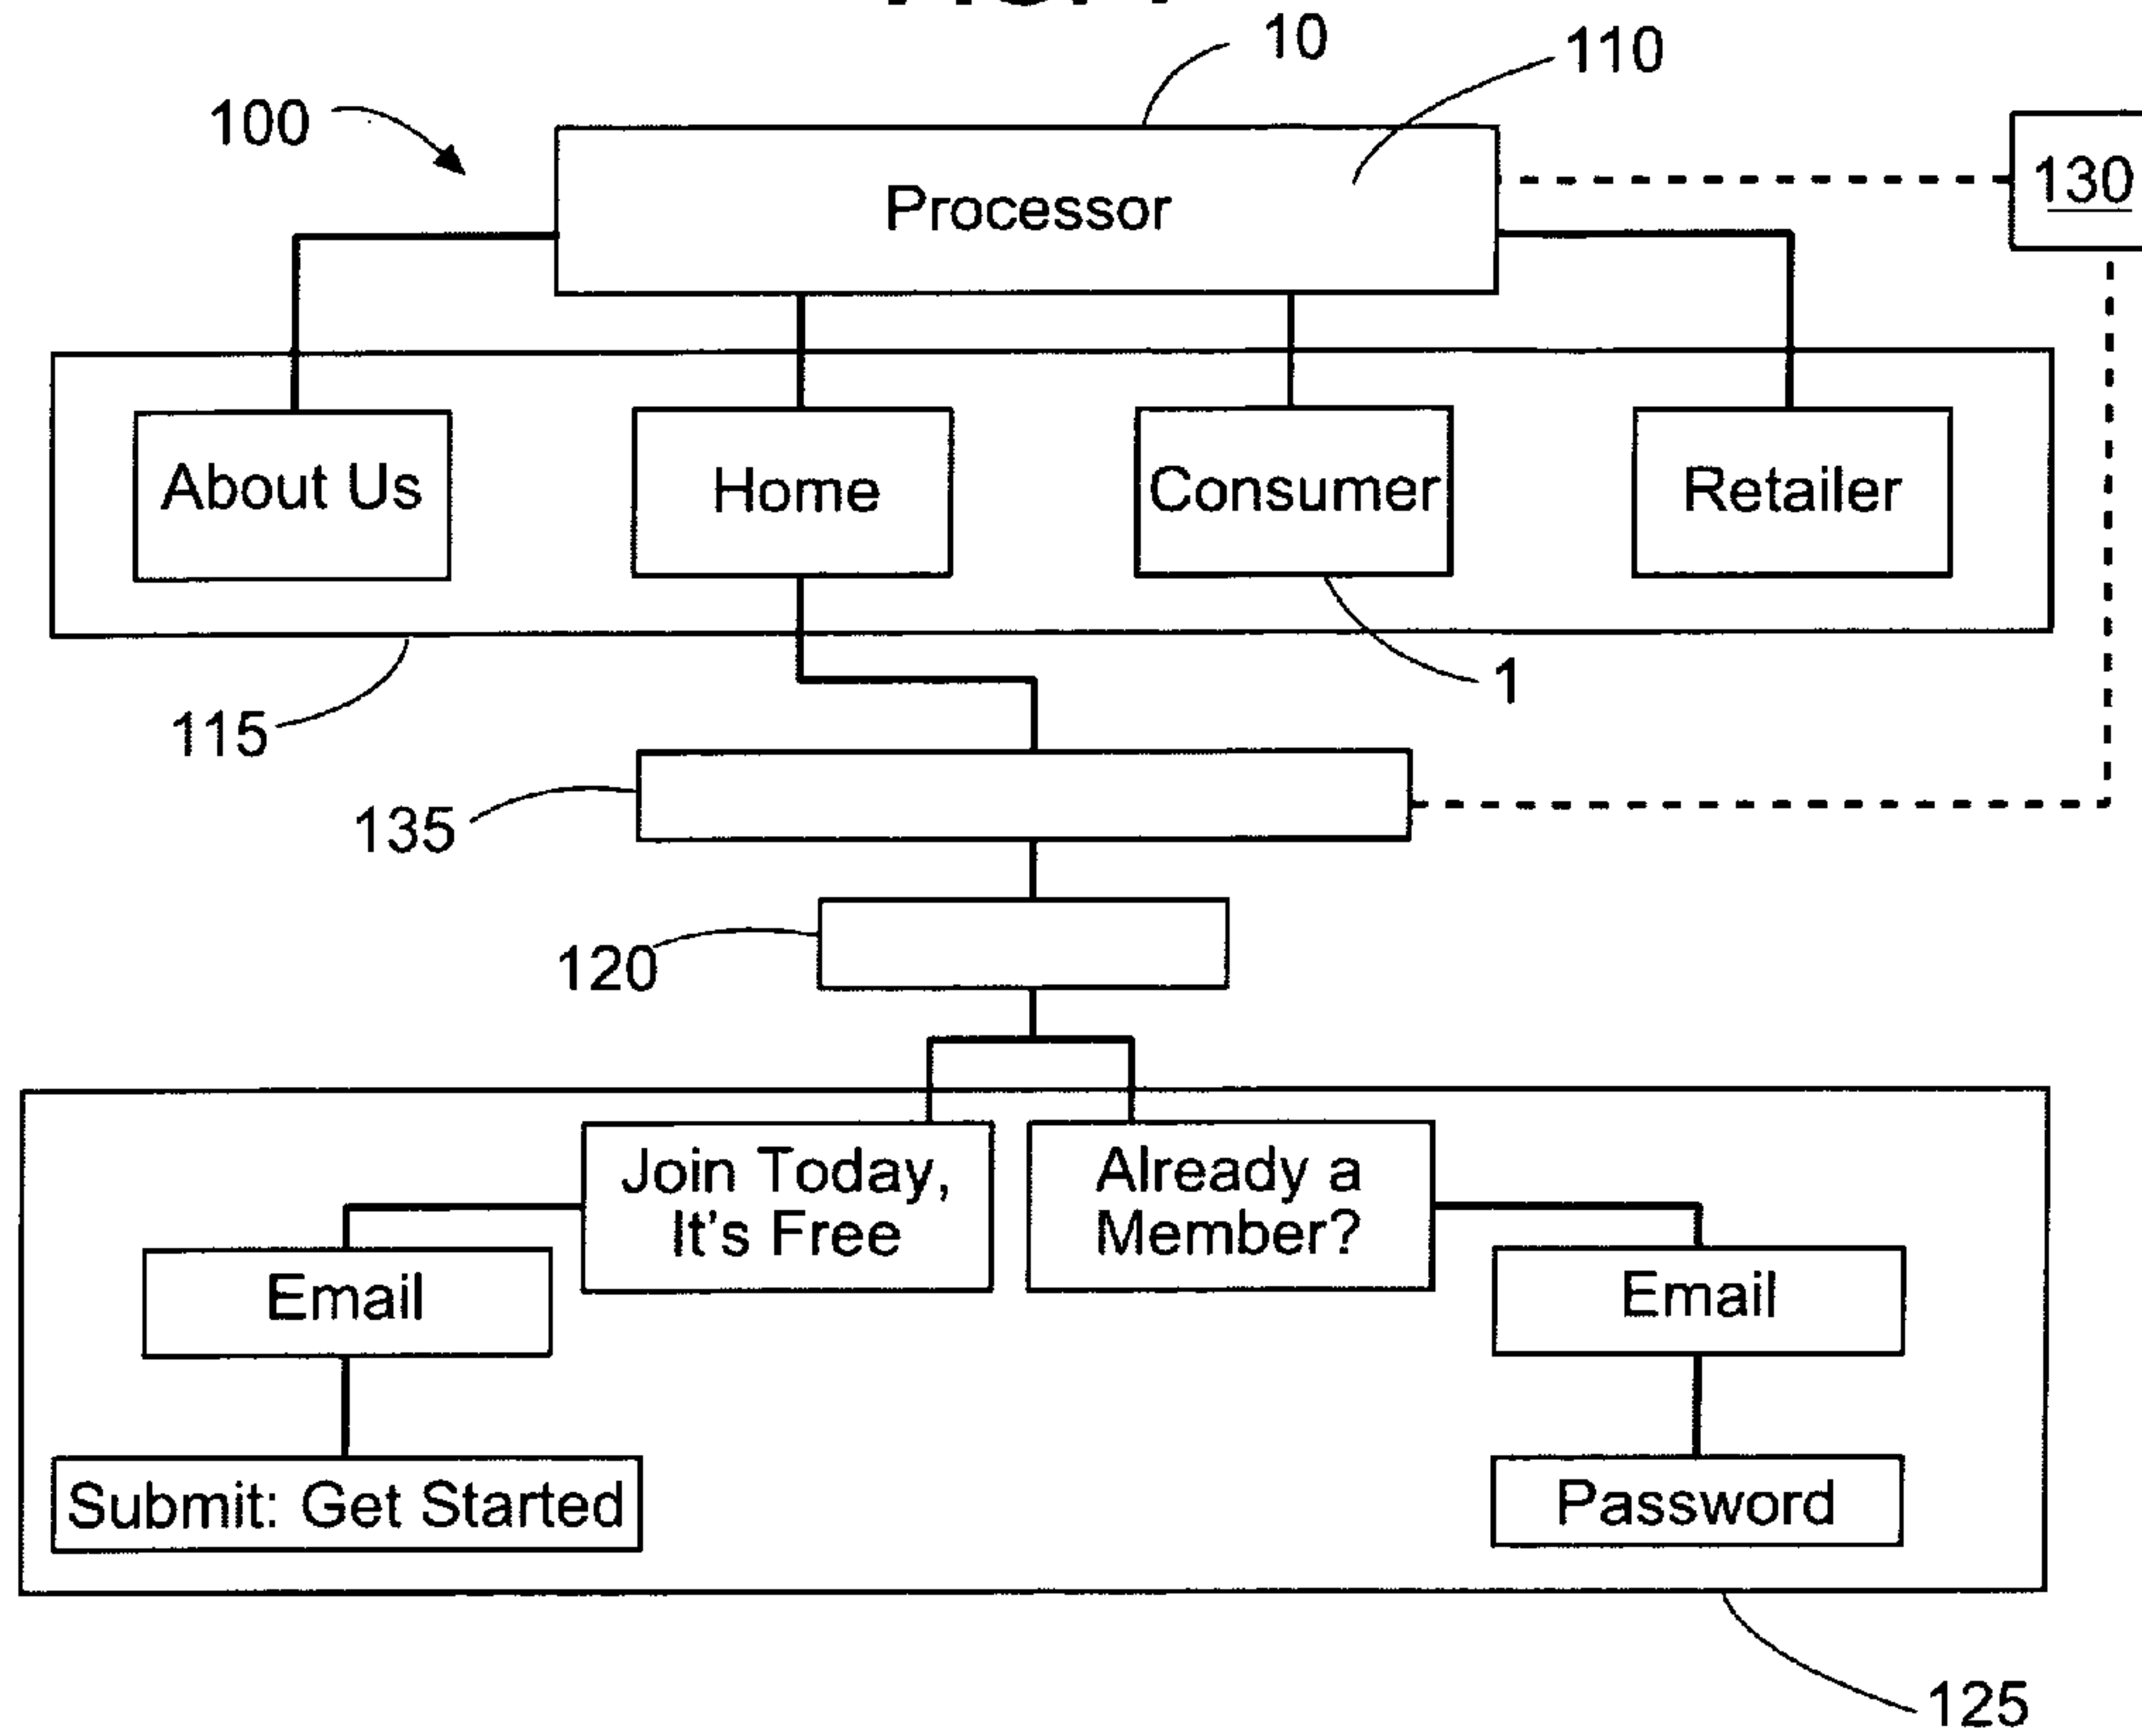 10
110
100
130
Processor
About Us
Home
Consumer
Retailer
1
115
135
120
Join Today,
It's Free
Already a
Member?
Email
Email
Submit: Get Started
Password
125